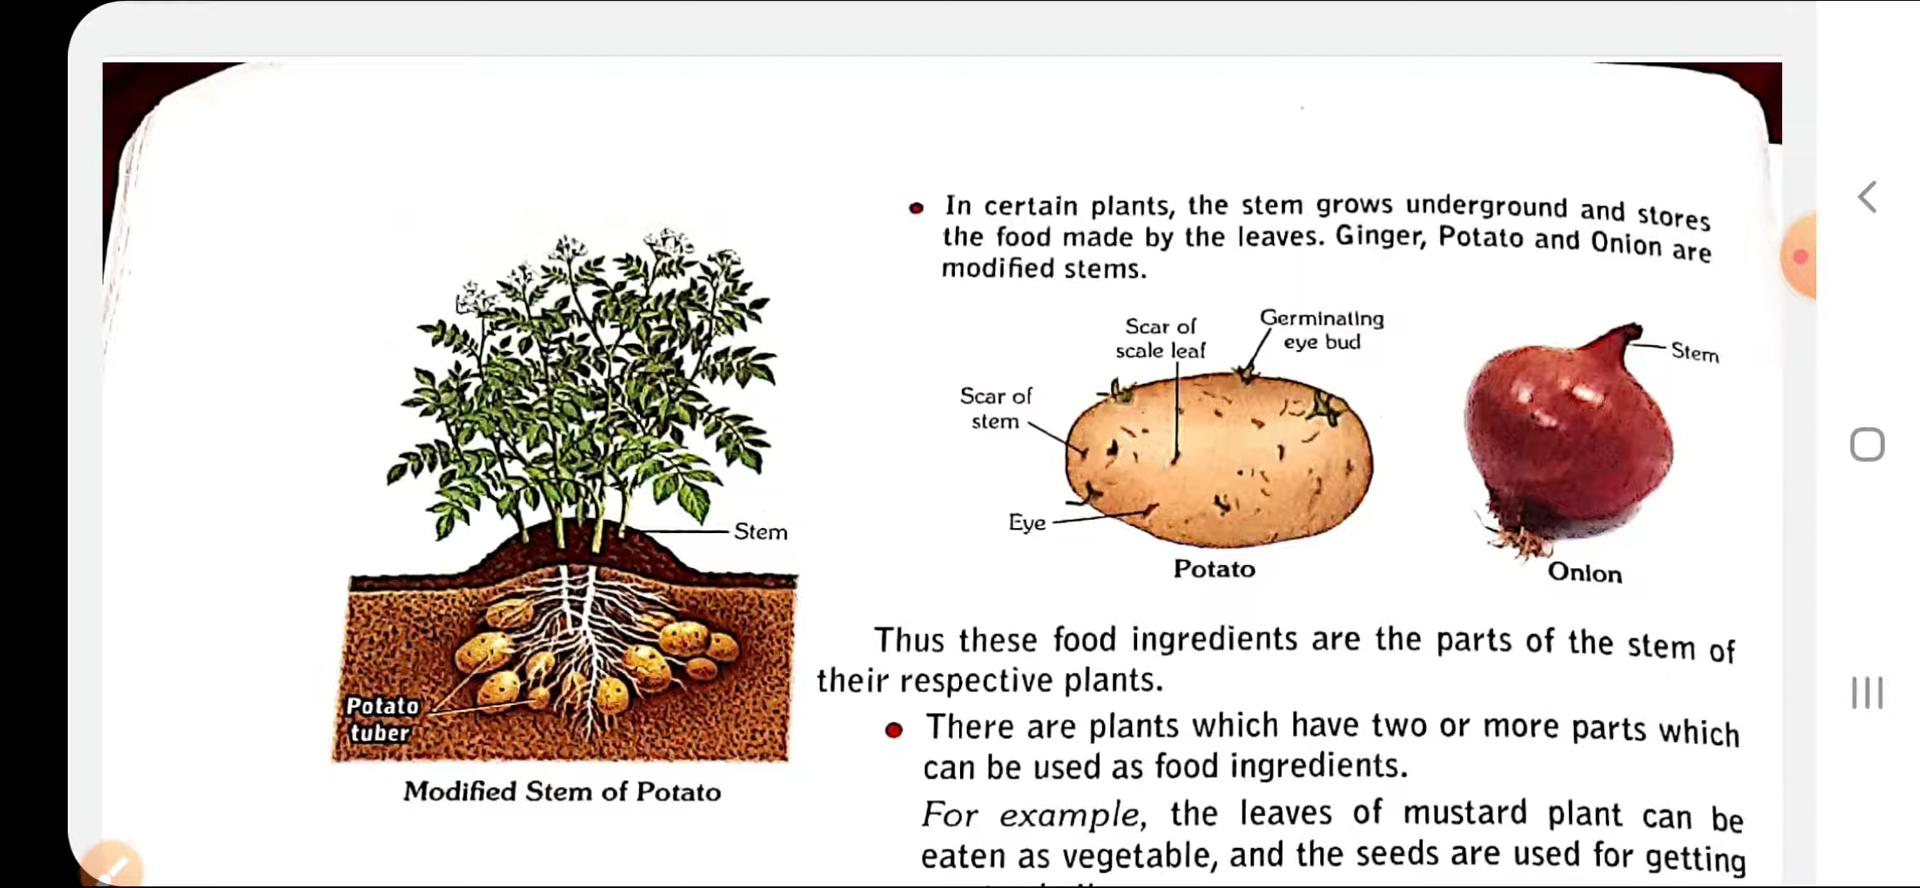 In certain plants, the stem grows underground and stores
the food made by the leaves. Ginger, Potato and Onion are
modified stems.
Scar of
scale leaf
Germinating
eye bud
Scar of
stem
Eye
Potato
Stem
Onion
Stem
Potato
tuber
Modified Stem of Potato
Thus these food ingredients are the parts of the stem of
their respective plants.
There are plants which have two or more parts which
can be used as food ingredients.
For example, the leaves of mustard plant can be
eaten as vegetable, and the seeds are used for getting